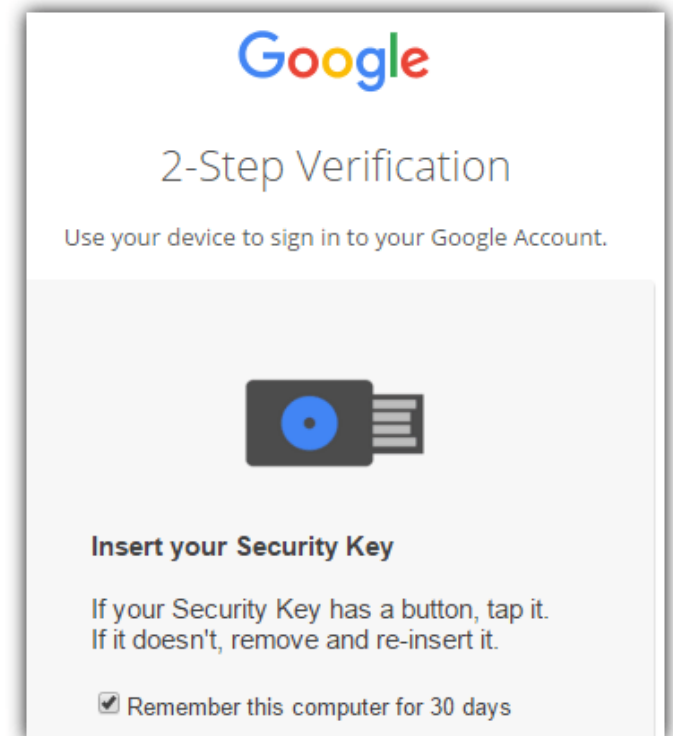 Google
2-Step Verification
Use your device to sign in to your Google Account.
Insert your Security Key
If your Security Key has a button, tap it.
If it doesn't, remove and re-insert it.
Remember this computer for 30 days